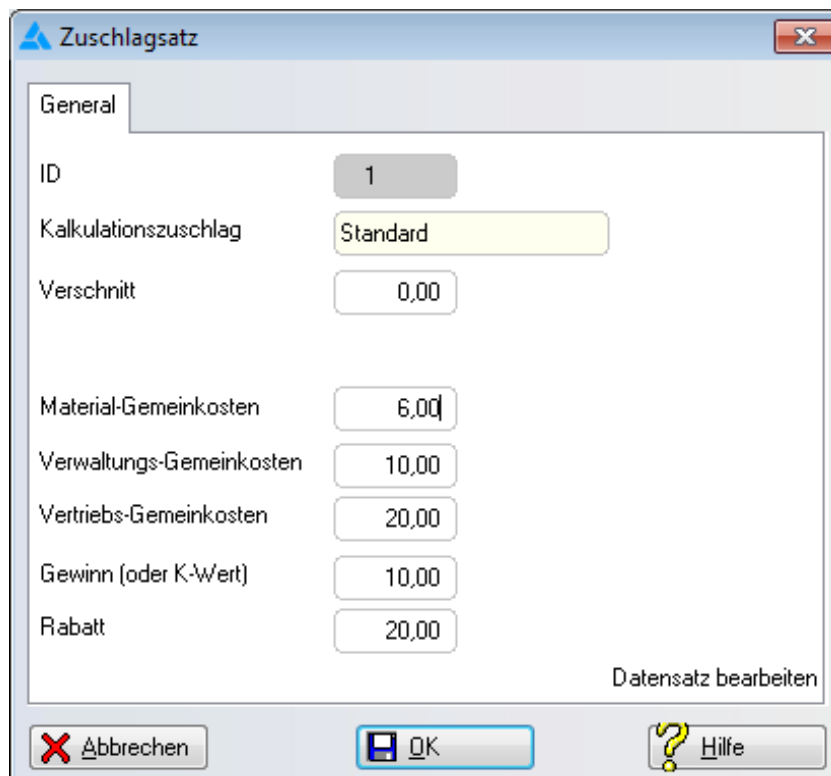 Zuschlagsatz
General
ID 1
Kalkulationszuschlag Standard
Verschnitt 0,00
Material-Gemeinkosten 6,00
Verwaltungs-Gemeinkosten 10,00
Vertriebs-Gemeinkosten 20,00
Gewinn (oder K-Wert) 10,00
Rabatt 20,00
Datensatz bearbeiten
Abbrechen OK Hilfe